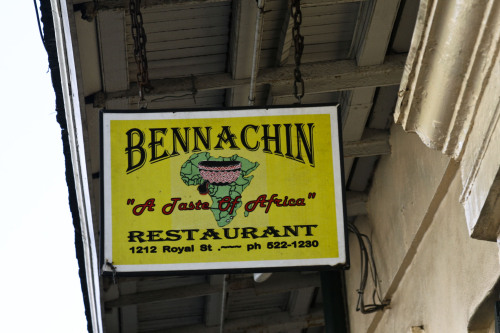 BENNACHIN
"A Taste Of Africa"
RESTAURANT
1212 Royal St .~~~ ph 522-1230